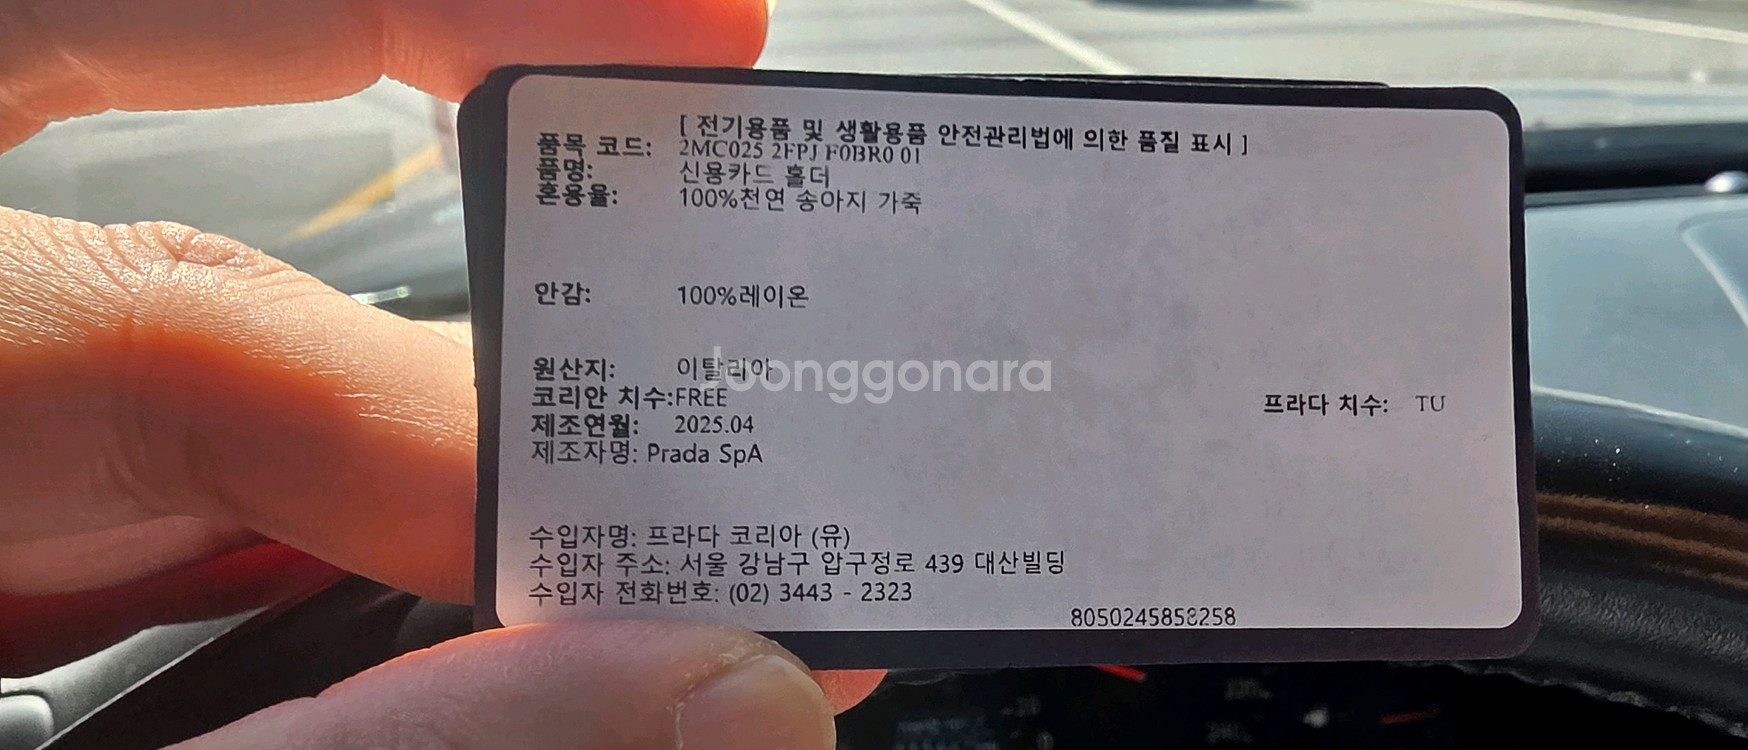 [ 전기용품 및 생활용품 안전관리법에 의한 품질 표시 ]
품목 코드: 2MC025 2FPJ F0BR0 01
품명: 신용카드 홀더
혼용율: 100%천연 송아지 가죽
안감: 100%레이온
원산지: 이탈리아
Joonggonara
코리안 치수:FREE 프라다 치수: TU
제조연월: 2025.04
제조자명: Prada SpA
수입자명: 프라다 코리아 (유)
수입자 주소: 서울 강남구 압구정로 439 대산빌딩
수입자 전화번호: (02) 3443 - 2323
8050245858258